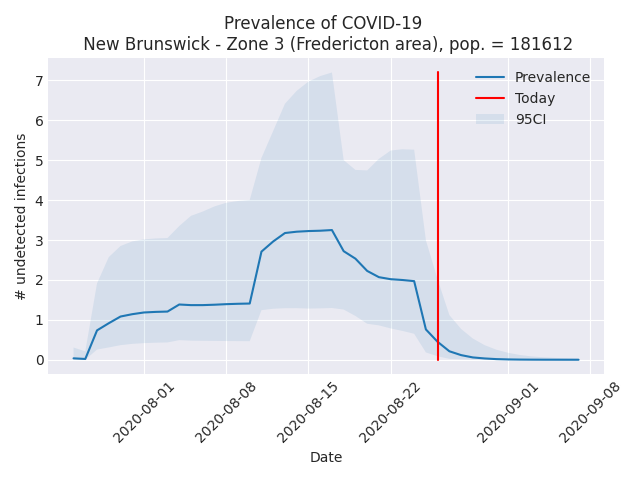 Prevalence of COVID-19
New Brunswick - Zone 3 (Fredericton area), pop. = 181612
Prevalence
Today
95CI
# undetected infections
7
6
5
4
3
2
1
0
2020-08-01
2020-08-08
2020-08-15
2020-08-22
2020-09-01
2020-09-08
Date